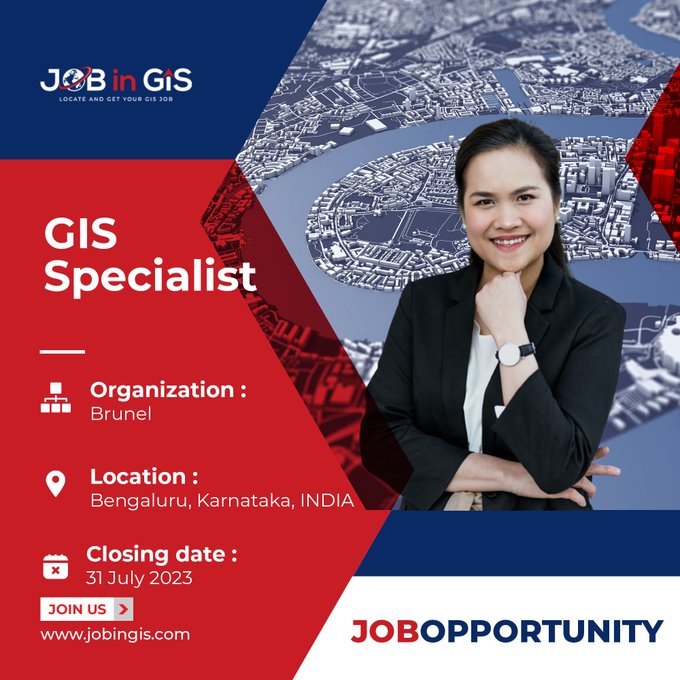 JOB in GIS
LOCATE AND GET YOUR GIS JOB
GIS
Specialist
Organization :
Brunel
Location :
Bengaluru, Karnataka, INDIA
Closing date :
31 July 2023
JOIN US
www.jobingis.com
JOBOPPORTUNITY